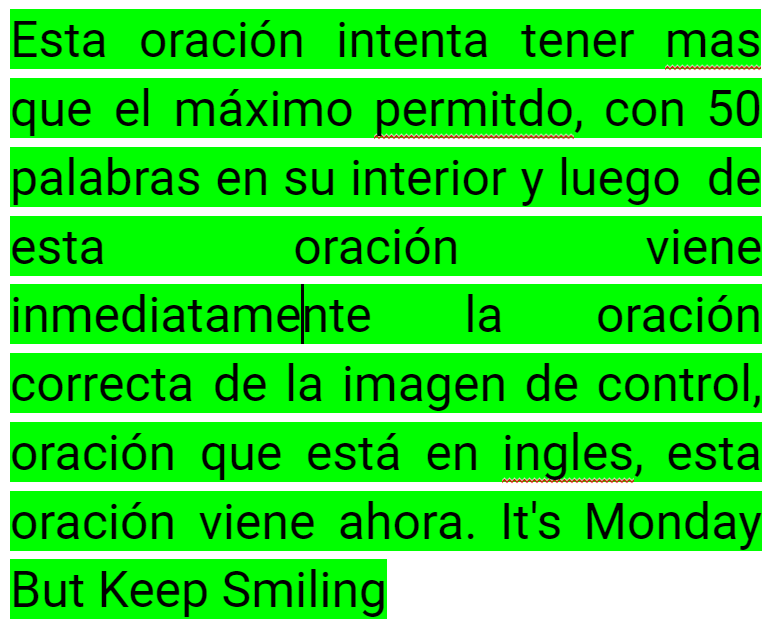 Esta oración intenta tener mas
que el máximo permitdo, con 50
palabras en su interior y luego de
esta oración viene
inmediatamente la oración
correcta de la imagen de control,
oración que está en ingles, esta
oración viene ahora. It's Monday
But Keep Smiling